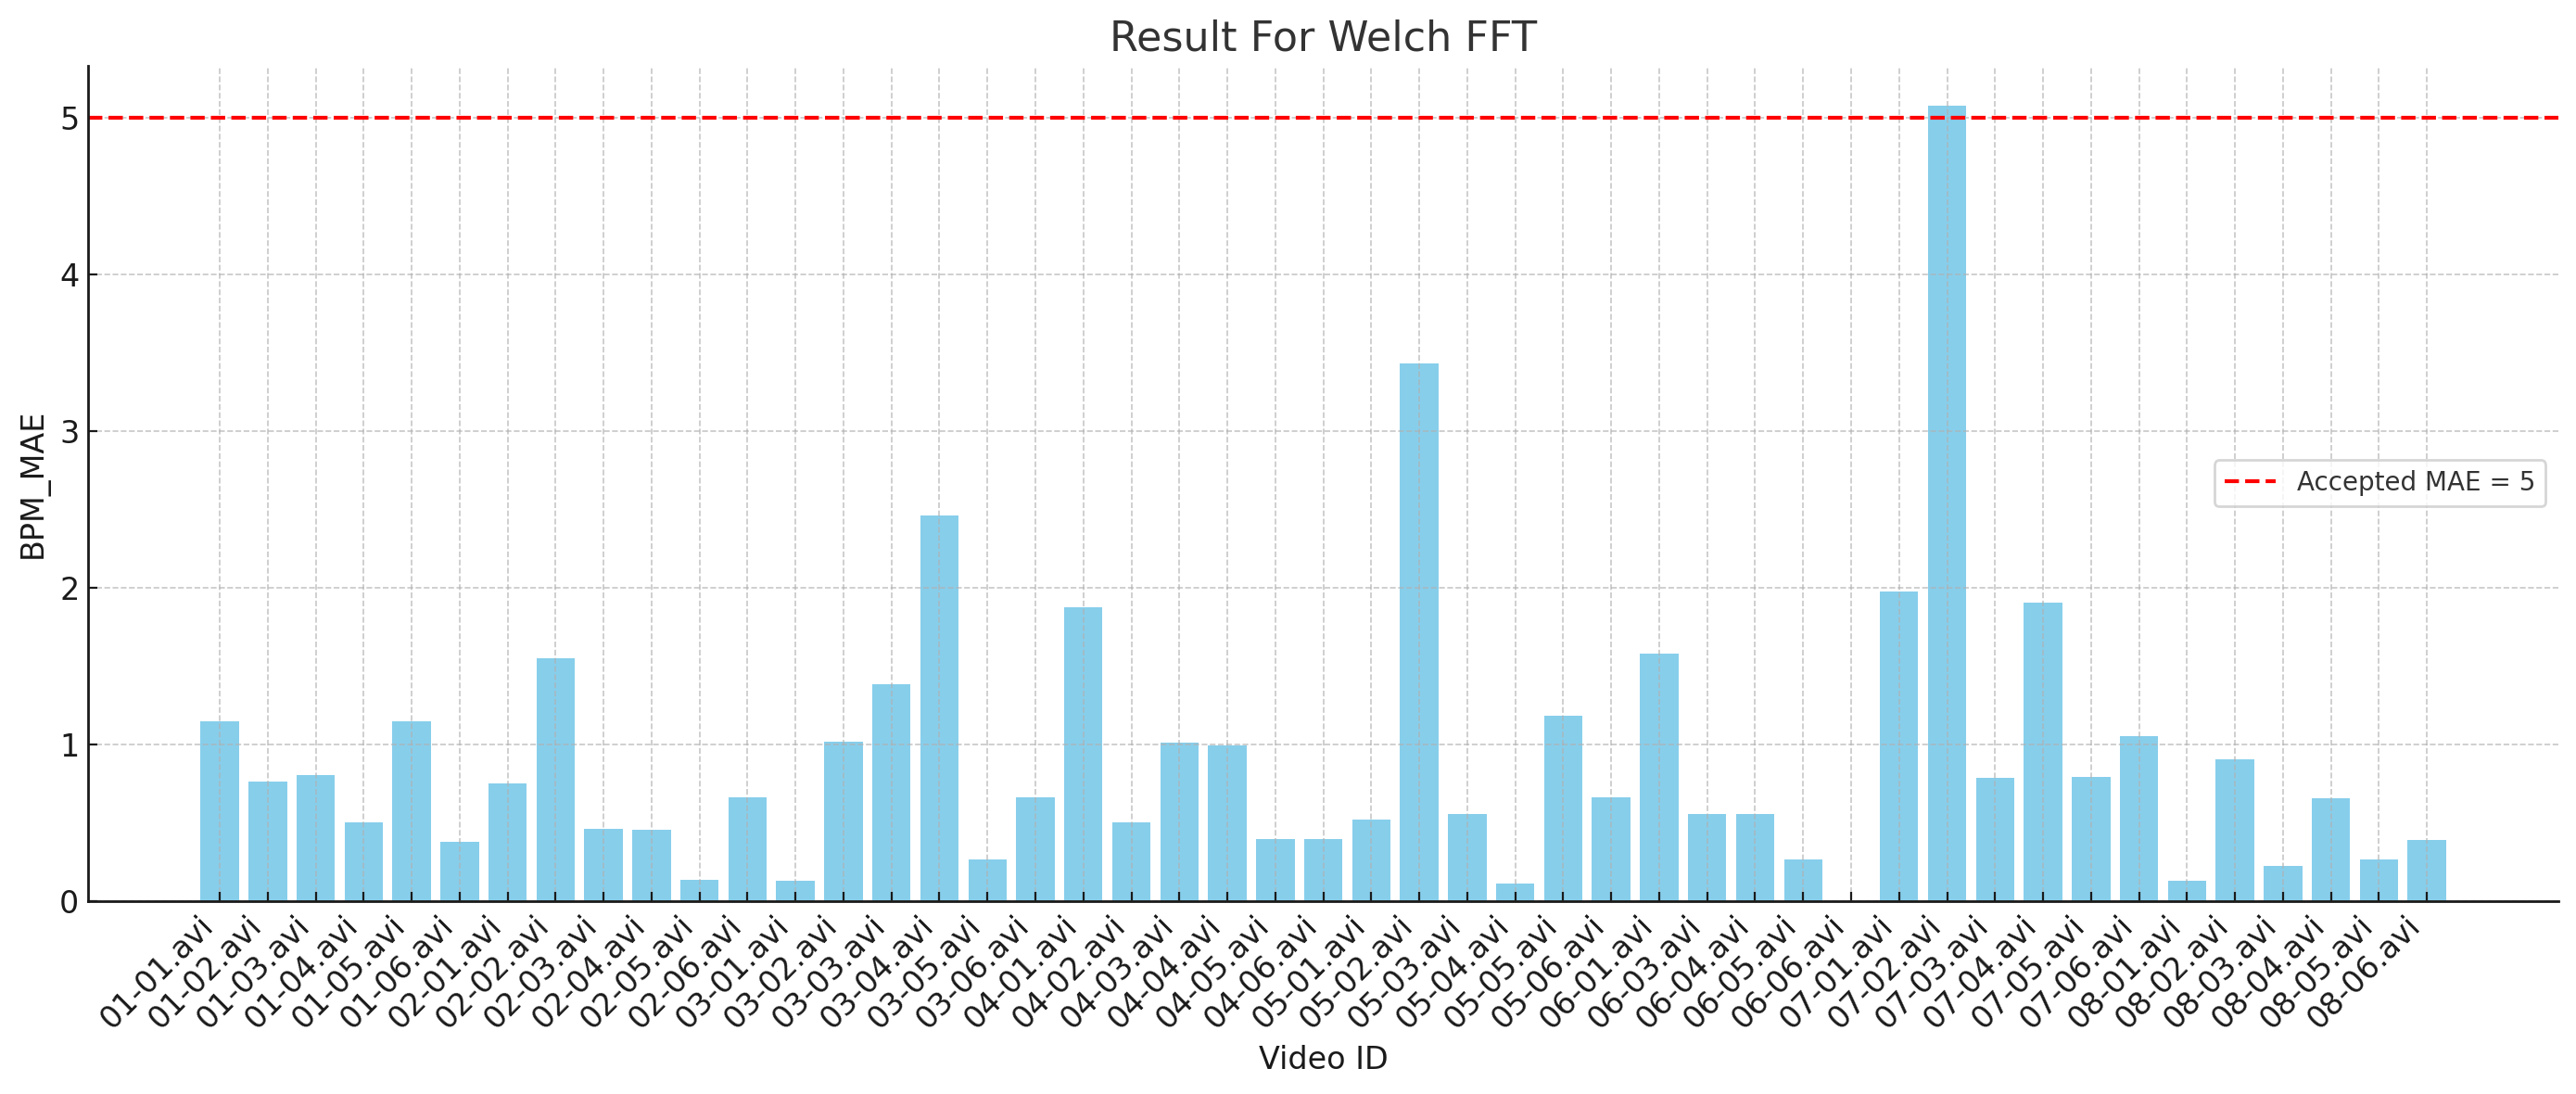 Result For Welch FFT
5
4
3
2
1
0
BPM_MAE
Accepted MAE = 5
01-01.avi
01-02.avi
01-03.avi
01-04.avi
01-05.avi
01-06.avi
02-01.avi
02-02.avi
02-03.avi
02-04.avi
02-05.avi
02-06.avi
03-01.avi
03-02.avi
03-03.avi
03-04.avi
03-05.avi
03-06.avi
04-01.avi
04-02.avi
04-03.avi
04-04.avi
04-05.avi
04-06.avi
05-01.avi
05-02.avi
05-03.avi
05-04.avi
05-05.avi
05-06.avi
06-01.avi
06-03.avi
06-04.avi
06-05.avi
06-06.avi
07-01.avi
07-02.avi
07-03.avi
07-04.avi
07-05.avi
07-06.avi
08-01.avi
08-02.avi
08-03.avi
08-04.avi
08-05.avi
08-06.avi
Video ID